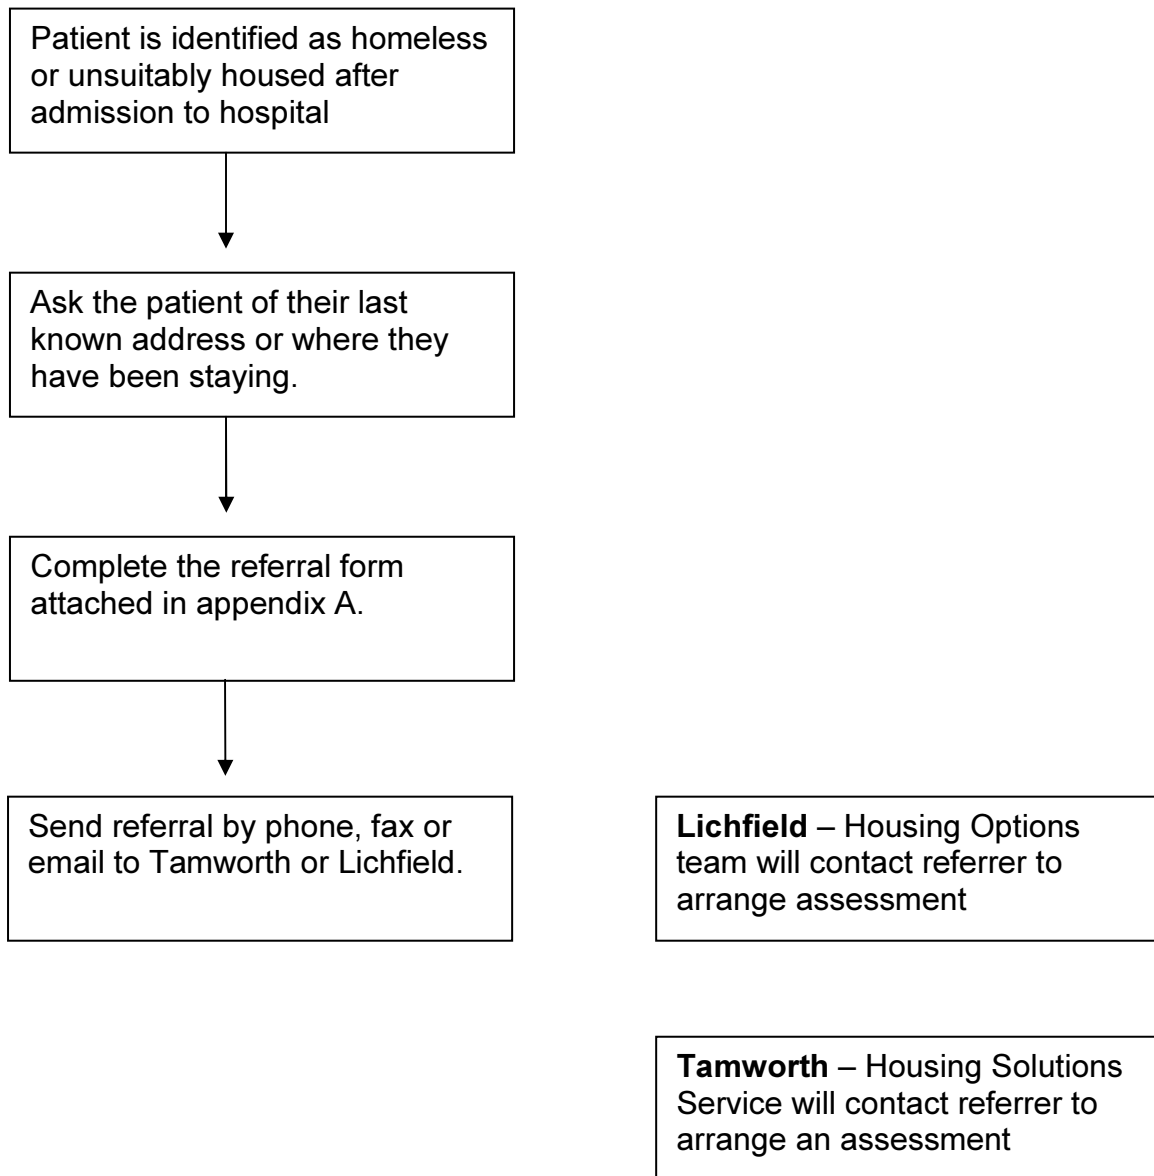 Patient is identified as homeless
or unsuitably housed after
admission to hospital
Ask the patient of their last
known address or where they
have been staying.
Complete the referral form
attached in appendix A.
Send referral by phone, fax or
email to Tamworth or Lichfield.
Lichfield – Housing Options
team will contact referrer to
arrange assessment
Tamworth – Housing Solutions
Service will contact referrer to
arrange an assessment